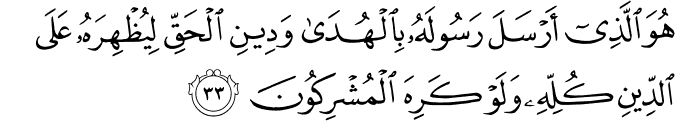 هُوَ ٱلَّذِىٓ أَرۡسَلَ رَسُولَهُۥ بِٱلۡهُدَىٰ وَدِينِ ٱلۡحَقِّ لِيُظۡهِرَهُۥ عَلَى
ٱلدِّينِ كُلِّهِۦ وَلَوۡ كَرِهَ ٱلۡمُشۡرِكُونَ ٣٣